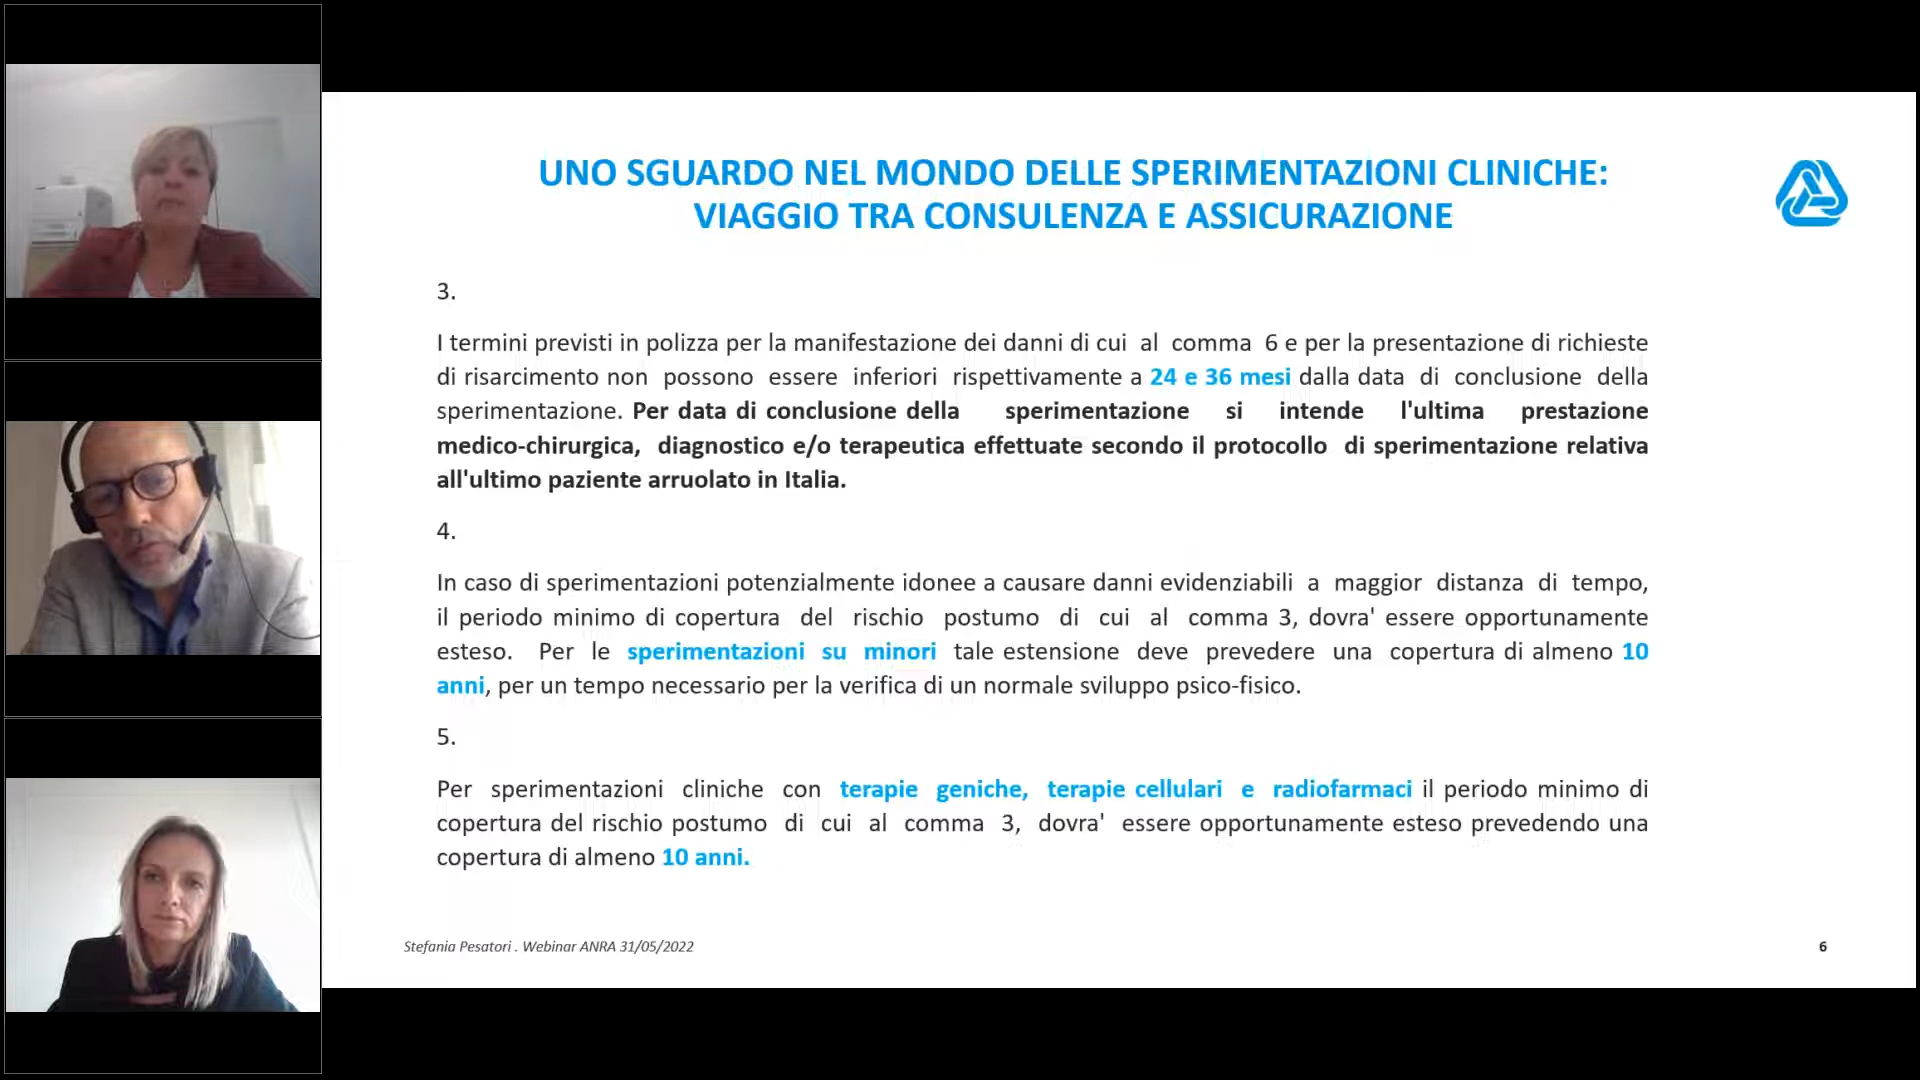 UNO SGUARDO NEL MONDO DELLE SPERIMENTAZIONI CLINICHE:
VIAGGIO TRA CONSULENZA E ASSICURAZIONE
3.
I termini previsti in polizza per la manifestazione dei danni di cui al comma 6 e per la presentazione di richieste
di risarcimento non possono essere inferiori rispettivamente a 24 e 36 mesi dalla data di conclusione della
sperimentazione. Per data di conclusione della sperimentazione si intende l'ultima prestazione
medico-chirurgica, diagnostico e/o terapeutica effettuate secondo il protocollo di sperimentazione relativa
all'ultimo paziente arruolato in Italia.
4.
In caso di sperimentazioni potenzialmente idonee a causare danni evidenziabili a maggior distanza di tempo,
il periodo minimo di copertura del rischio postumo di cui al comma 3, dovra' essere opportunamente
esteso. Per le sperimentazioni su minori tale estensione deve prevedere una copertura di almeno 10
anni, per un tempo necessario per la verifica di un normale sviluppo psico-fisico.
5.
Per sperimentazioni cliniche con terapie geniche, terapie cellulari e radiofarmaci il periodo minimo di
copertura del rischio postumo di cui al comma 3, dovra' essere opportunamente esteso prevedendo una
copertura di almeno 10 anni.
Stefania Pesatori . Webinar ANRA 31/05/2022
6